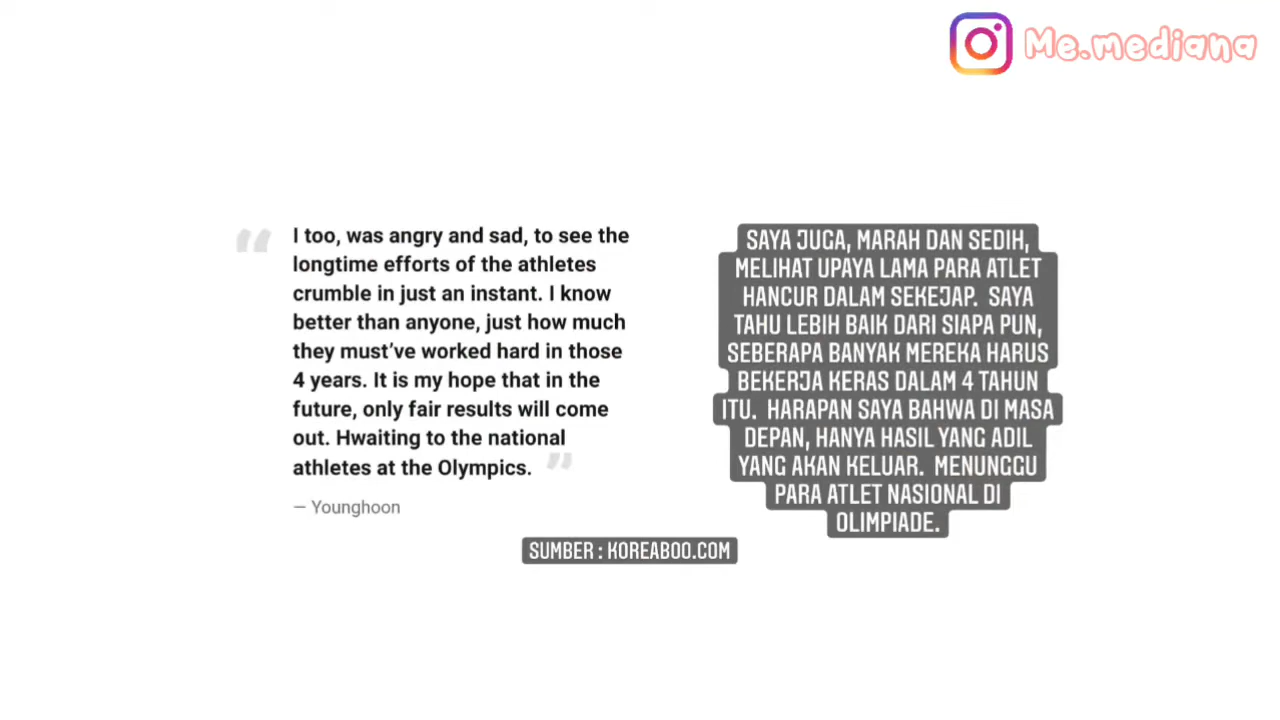 Me.mediana
“
I too, was angry and sad, to see the
longtime efforts of the athletes
crumble in just an instant. I know
better than anyone, just how much
they must’ve worked hard in those
4 years. It is my hope that in the
future, only fair results will come
out. Hwaiting to the national
athletes at the Olympics. ”
— Younghoon
SAYA JUGA, MARAH DAN SEDIH,
MELIHAT UPAYA LAMA PARA ATLET
HANCUR DALAM SEKEJAP. SAYA
TAHU LEBIH BAIK DARI SIAPA PUN,
SEBERAPA BANYAK MEREKA HARUS
BEKERJA KERAS DALAM 4 TAHUN
ITU. HARAPAN SAYA BAHWA DI MASA
DEPAN, HANYA HASIL YANG ADIL
YANG AKAN KELUAR. MENUNGGU
PARA ATLET NASIONAL DI
OLIMPIADE.
SUMBER : KOREABOO.COM